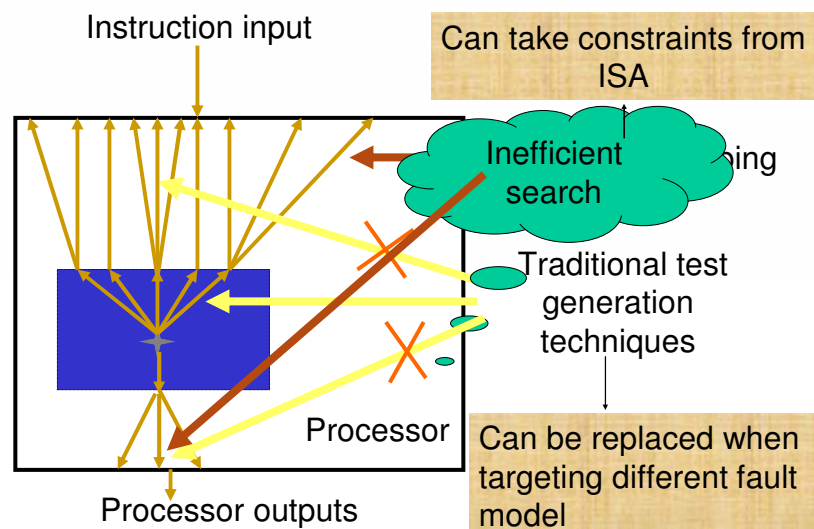 Instruction input
Can take constraints from
ISA
Inefficient
search
Traditional test
generation
techniques
Processor
Can be replaced when
targeting different fault
model
Processor outputs